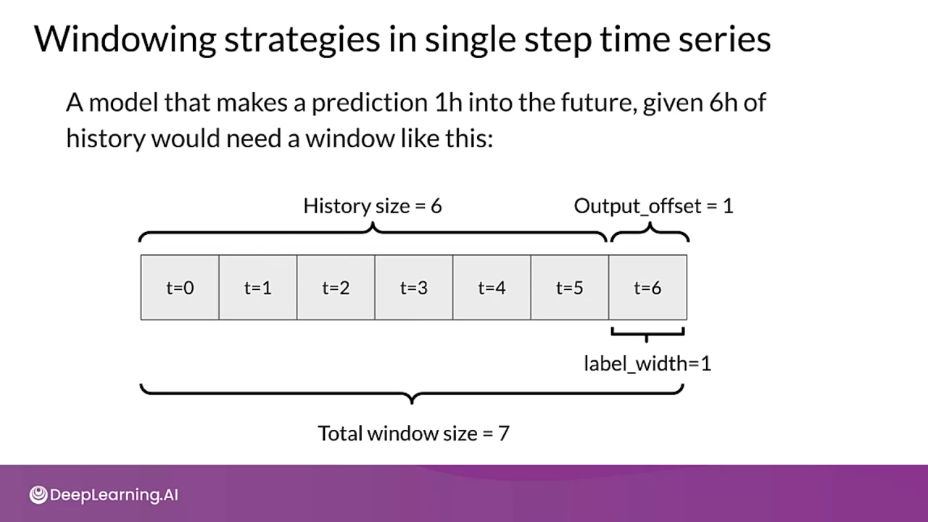 Windowing strategies in single step time series
A model that makes a prediction 1h into the future, given 6h of
history would need a window like this:
History size = 6
Output_offset = 1
t=0 t=1 t=2 t=3 t=4 t=5 t=6
label_width=1
Total window size = 7
DeepLearning.AI